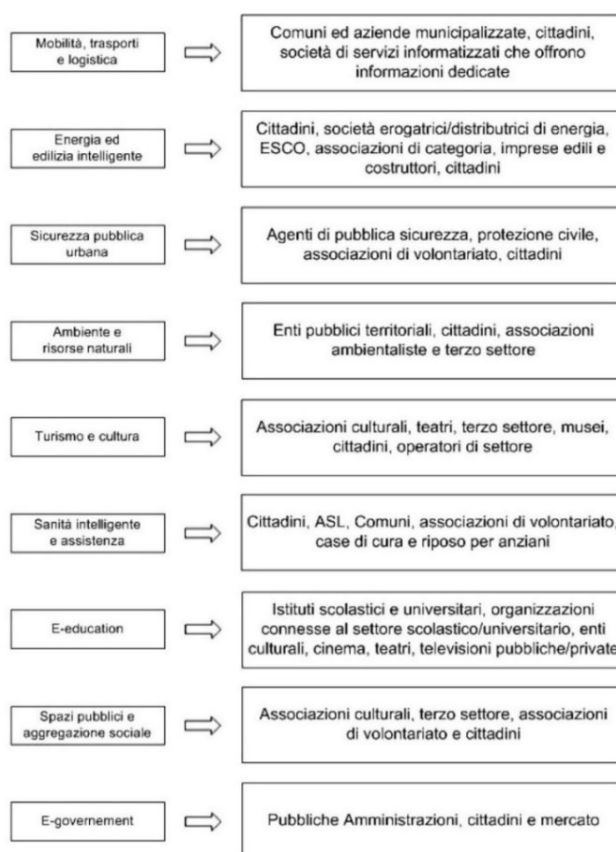 Mobilità, trasporti
e logistica
Comuni ed aziende municipalizzate, cittadini,
società di servizi informatizzati che offrono
informazioni dedicate
Energia ed
edilizia intelligente
Cittadini, società erogatrici/distributrici di energia,
ESCO, associazioni di categoria, imprese edili e
costruttori, cittadini
Sicurezza pubblica
urbana
Agenti di pubblica sicurezza, protezione civile,
associazioni di volontariato, cittadini
Ambiente e
risorse naturali
Enti pubblici territoriali, cittadini, associazioni
ambientaliste e terzo settore
Turismo e cultura
Associazioni culturali, teatri, terzo settore, musei,
cittadini, operatori di settore
Sanità intelligente
e assistenza
Cittadini, ASL, Comuni, associazioni di volontariato,
case di cura e riposo per anziani
E-education
Istituti scolastici e universitari, organizzazioni
connesse al settore scolastico/universitario, enti
culturali, cinema, teatri, televisioni pubbliche/private
Spazi pubblici e
aggregazione sociale
Associazioni culturali, terzo settore, associazioni
di volontariato e cittadini
E-governement
Pubbliche Amministrazioni, cittadini e mercato